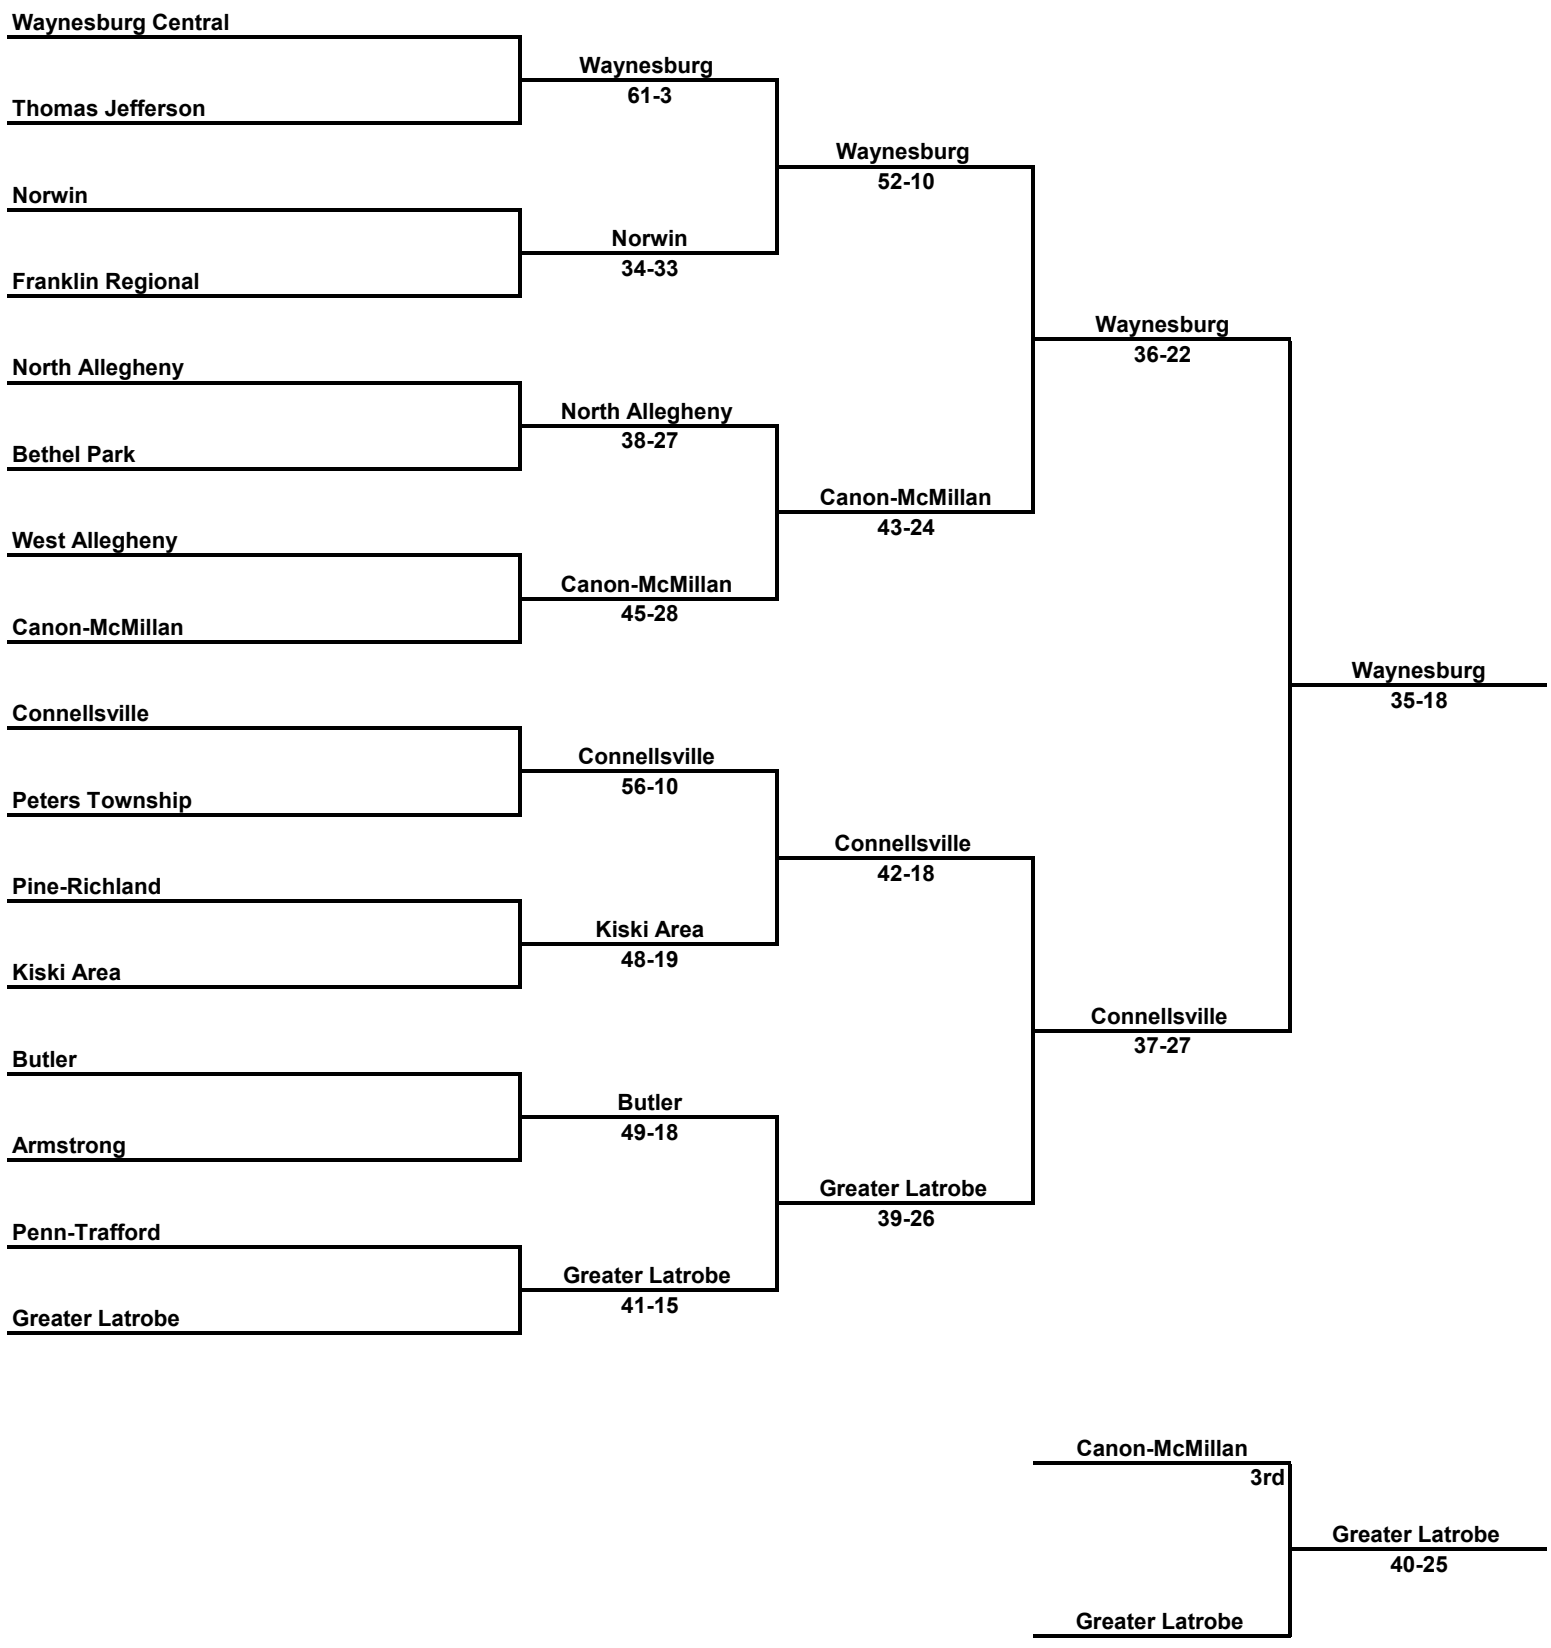 Waynesburg Central
Waynesburg
61-3
Thomas Jefferson
Waynesburg
52-10
Norwin
Norwin
34-33
Franklin Regional
Waynesburg
36-22
North Allegheny
North Allegheny
38-27
Bethel Park
Canon-McMillan
43-24
West Allegheny
Canon-McMillan
45-28
Canon-McMillan
Waynesburg
35-18
Connellsville
Connellsville
56-10
Peters Township
Connellsville
42-18
Pine-Richland
Kiski Area
48-19
Kiski Area
Connellsville
37-27
Butler
Butler
49-18
Armstrong
Greater Latrobe
39-26
Penn-Trafford
Greater Latrobe
41-15
Greater Latrobe
Canon-McMillan
3rd
Greater Latrobe
40-25
Greater Latrobe